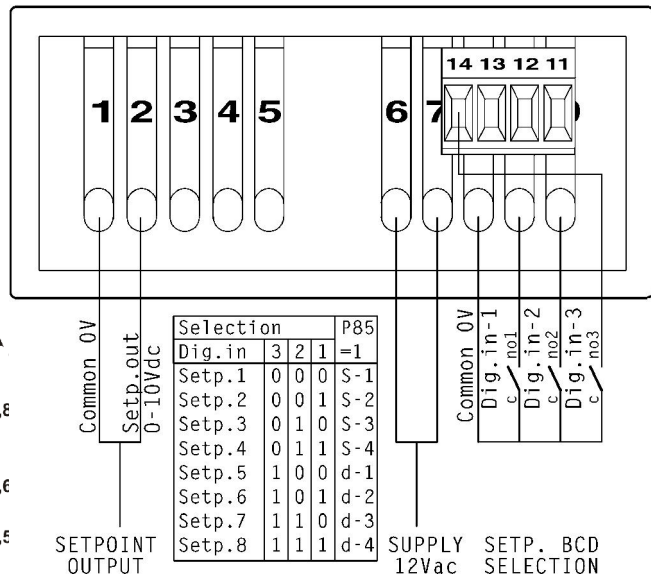 14 13 12 11
1 2 3 4 5 6 7
Common 0V
Setp.out
0-10Vdc
Selection P85
Dig.in 3 2 1 =1
Setp.1 0 0 0 S-1
Setp.2 0 0 1 S-2
Setp.3 0 1 0 S-3
Setp.4 0 1 1 S-4
Setp.5 1 0 0 d-1
Setp.6 1 0 1 d-2
Setp.7 1 1 0 d-3
Setp.8 1 1 1 d-4
Common 0V
Dig.in-1
c no1
Dig.in-2
c no2
Dig.in-3
c no3
SETPOINT
OUTPUT
SUPPLY
12Vac
SETP. BCD
SELECTION